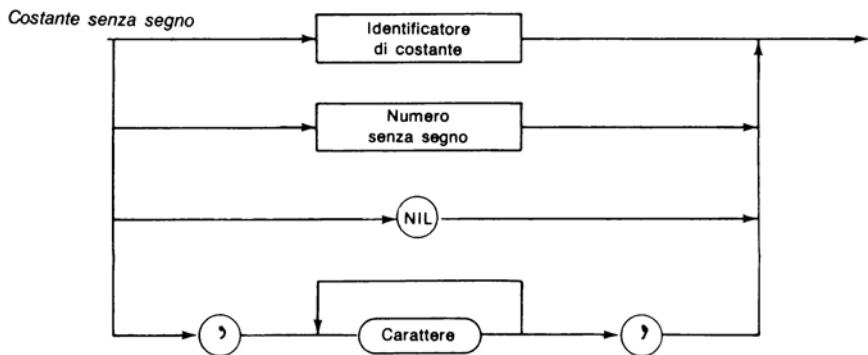 Costante senza segno
Identificatore
di costante
Numero
senza segno
NIL
, Carattere ,